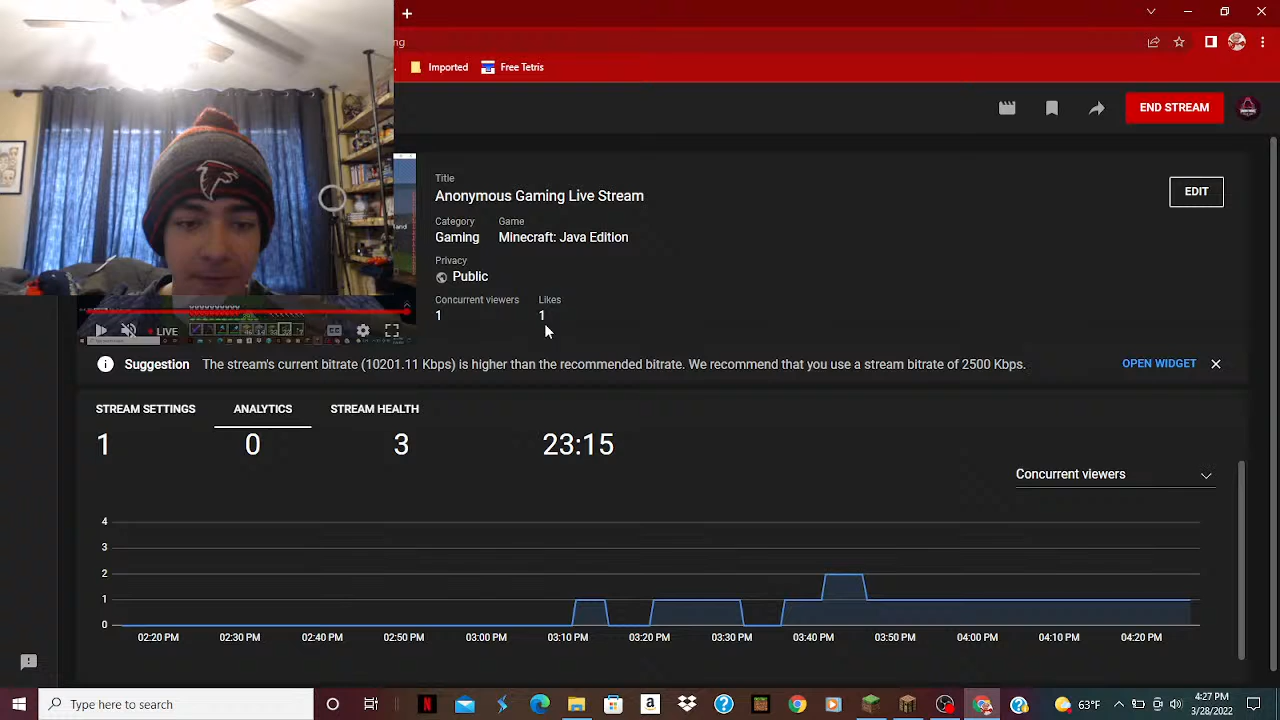 ng
Imported
Free Tetris
END STREAM
Title
Anonymous Gaming Live Stream
EDIT
Category Game
Gaming Minecraft: Java Edition
Privacy
Public
Concurrent viewers Likes
1 1
LIVE
Suggestion The stream's current bitrate (10201.11 Kbps) is higher than the recommended bitrate. We recommend that you use a stream bitrate of 2500 Kbps. OPEN WIDGET
STREAM SETTINGS ANALYTICS STREAM HEALTH
1 0 3 23:15
Concurrent viewers
4
3
2
1
0
02:20 PM 02:30 PM 02:40 PM 02:50 PM 03:00 PM 03:10 PM 03:20 PM 03:30 PM 03:40 PM 03:50 PM 04:00 PM 04:10 PM 04:20 PM
Type here to search
63°F
4:27 PM
3/28/2022